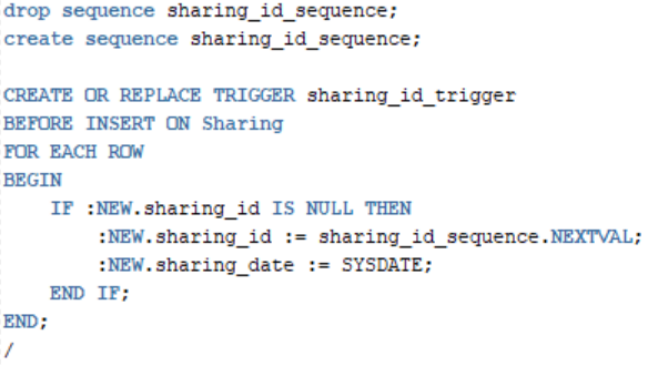 drop sequence sharing_id_sequence;
create sequence sharing_id_sequence;
CREATE OR REPLACE TRIGGER sharing_id_trigger
BEFORE INSERT ON Sharing
FOR EACH ROW
BEGIN
    IF :NEW.sharing_id IS NULL THEN
        :NEW.sharing_id := sharing_id_sequence.NEXTVAL;
        :NEW.sharing_date := SYSDATE;
    END IF;
END;
/